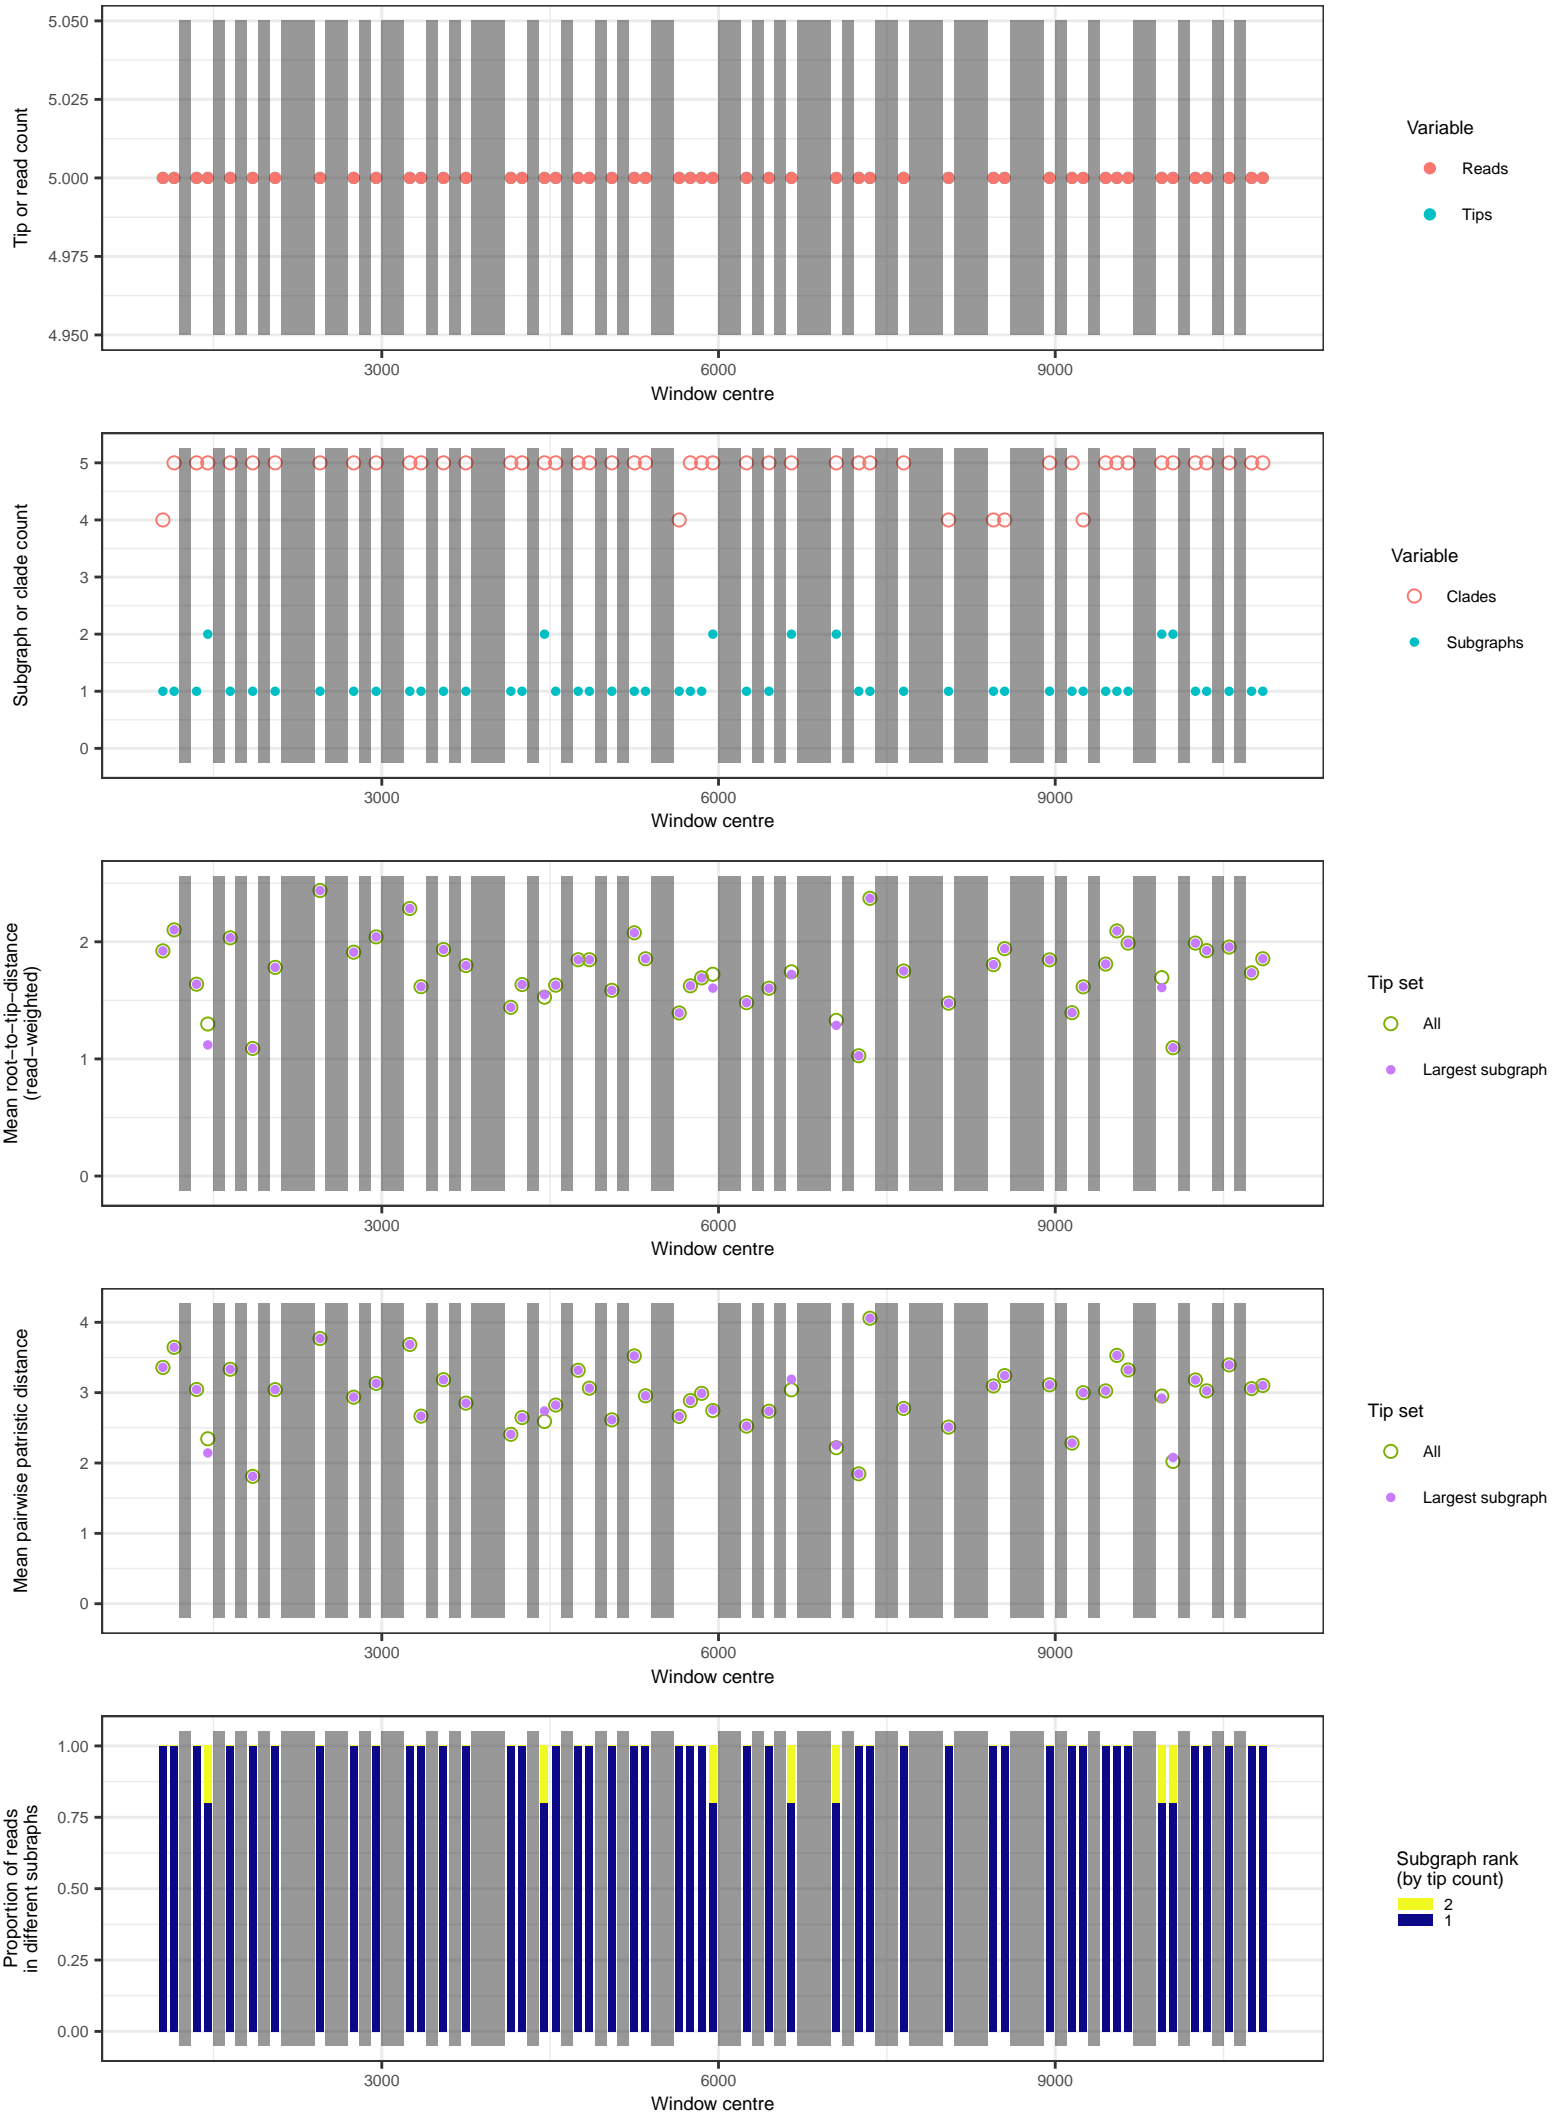 5.050
5.025
5.000
4.975
4.950
Tip or read count
3000 6000 9000
Window centre
Variable
Reads
Tips
5
4
3
2
1
0
Subgraph or clade count
3000 6000 9000
Window centre
Variable
Clades
Subgraphs
2
1
0
Mean root−to−tip−distance
(read−weighted)
3000 6000 9000
Window centre
Tip set
All
Largest subgraph
4
3
2
1
0
Mean pairwise patristic distance
3000 6000 9000
Window centre
Tip set
All
Largest subgraph
1.00
0.75
0.50
0.25
0.00
Proportion of reads
in different subraphs
3000 6000 9000
Window centre
Subgraph rank
(by tip count)
2
1